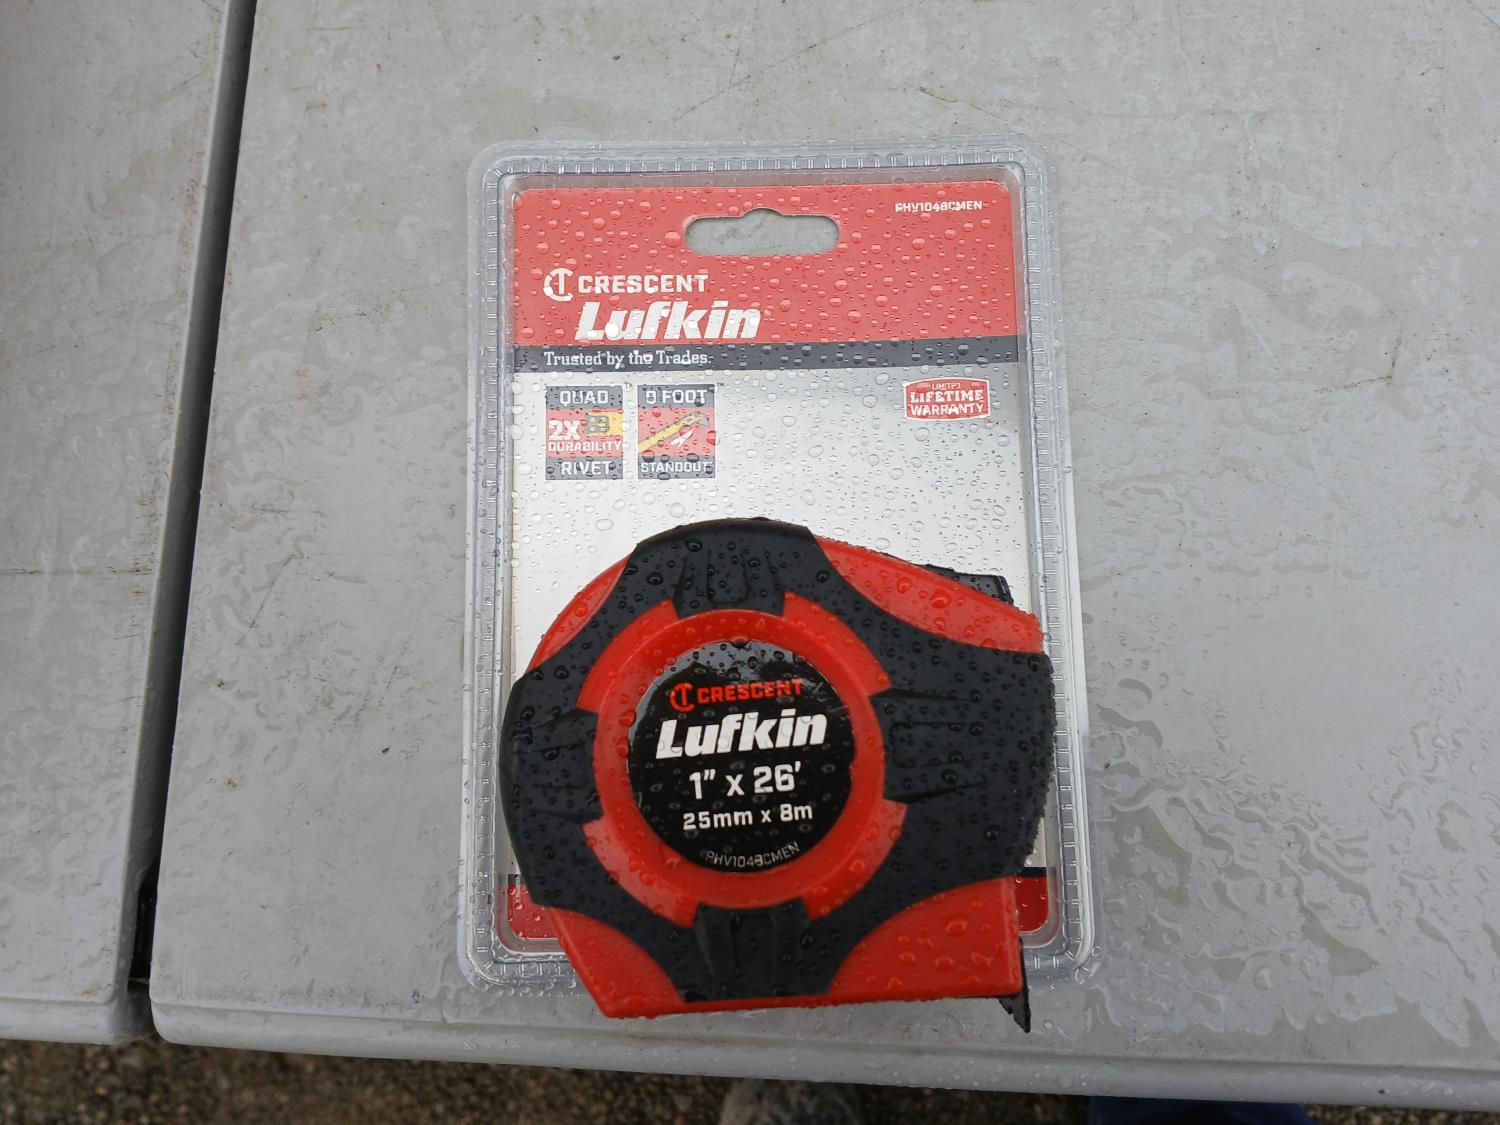 PHV1048CMEN
CRESCENT
Lufkin
Trusted by the Trades.
QUAD
2X
DURABILITY
RIVET
9 FOOT
STANDOUT
LIMITED
LIFETIME
WARRANTY
CRESCENT
Lufkin
1" x 26'
25mm x 8m
PHV1048CMEN